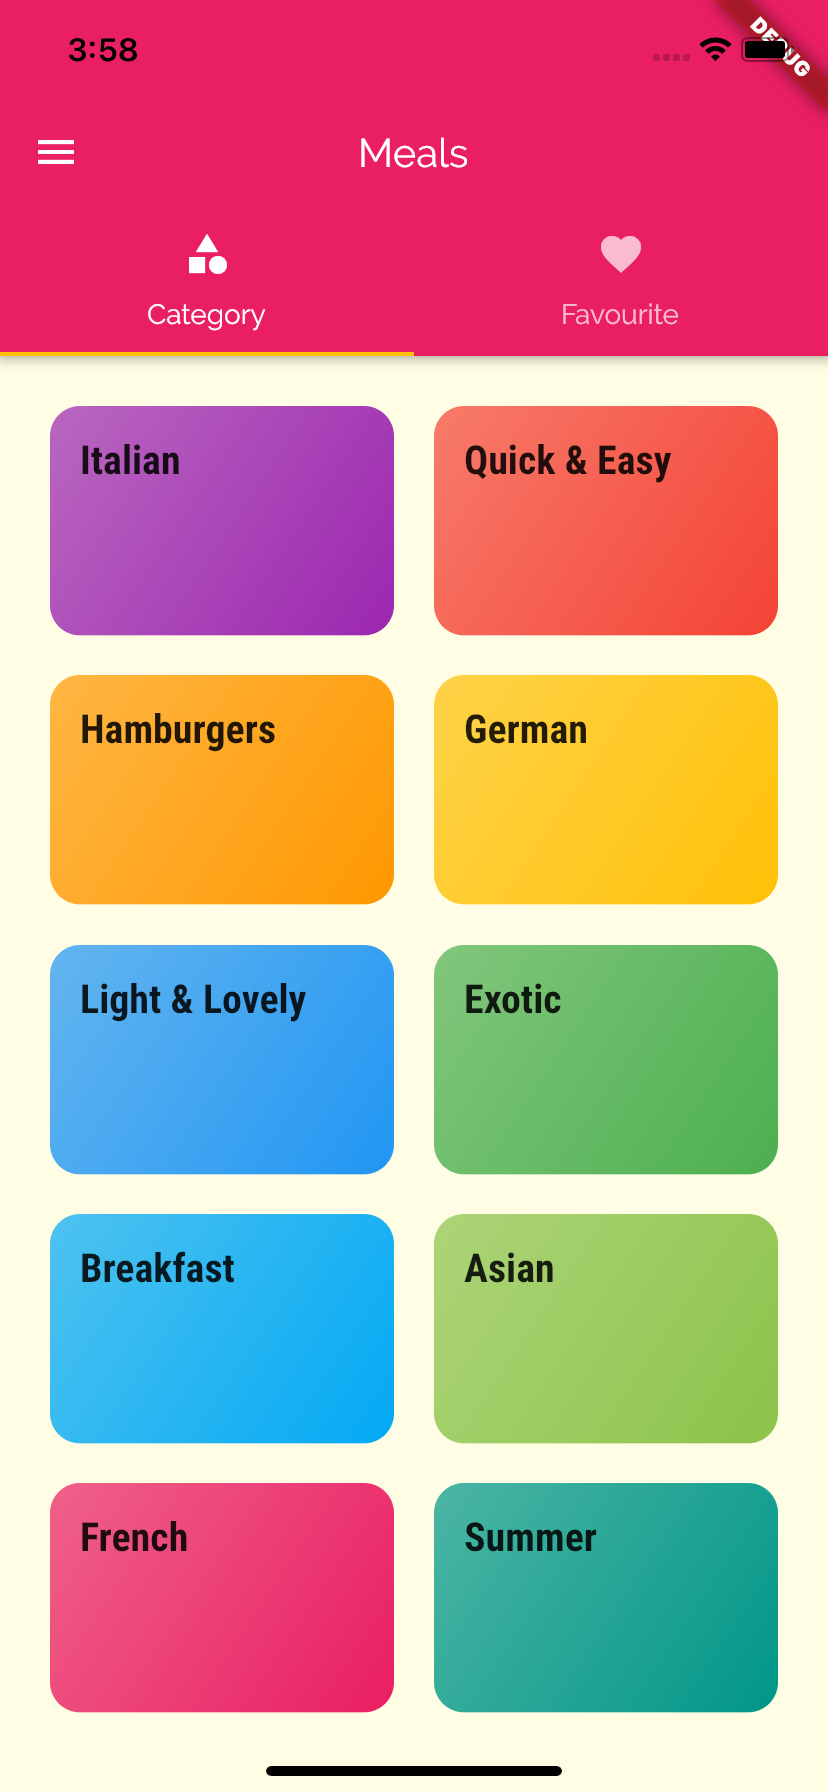 3:58
DEBUG
Meals
Category
Favourite
Italian
Quick & Easy
Hamburgers
German
Light & Lovely
Exotic
Breakfast
Asian
French
Summer